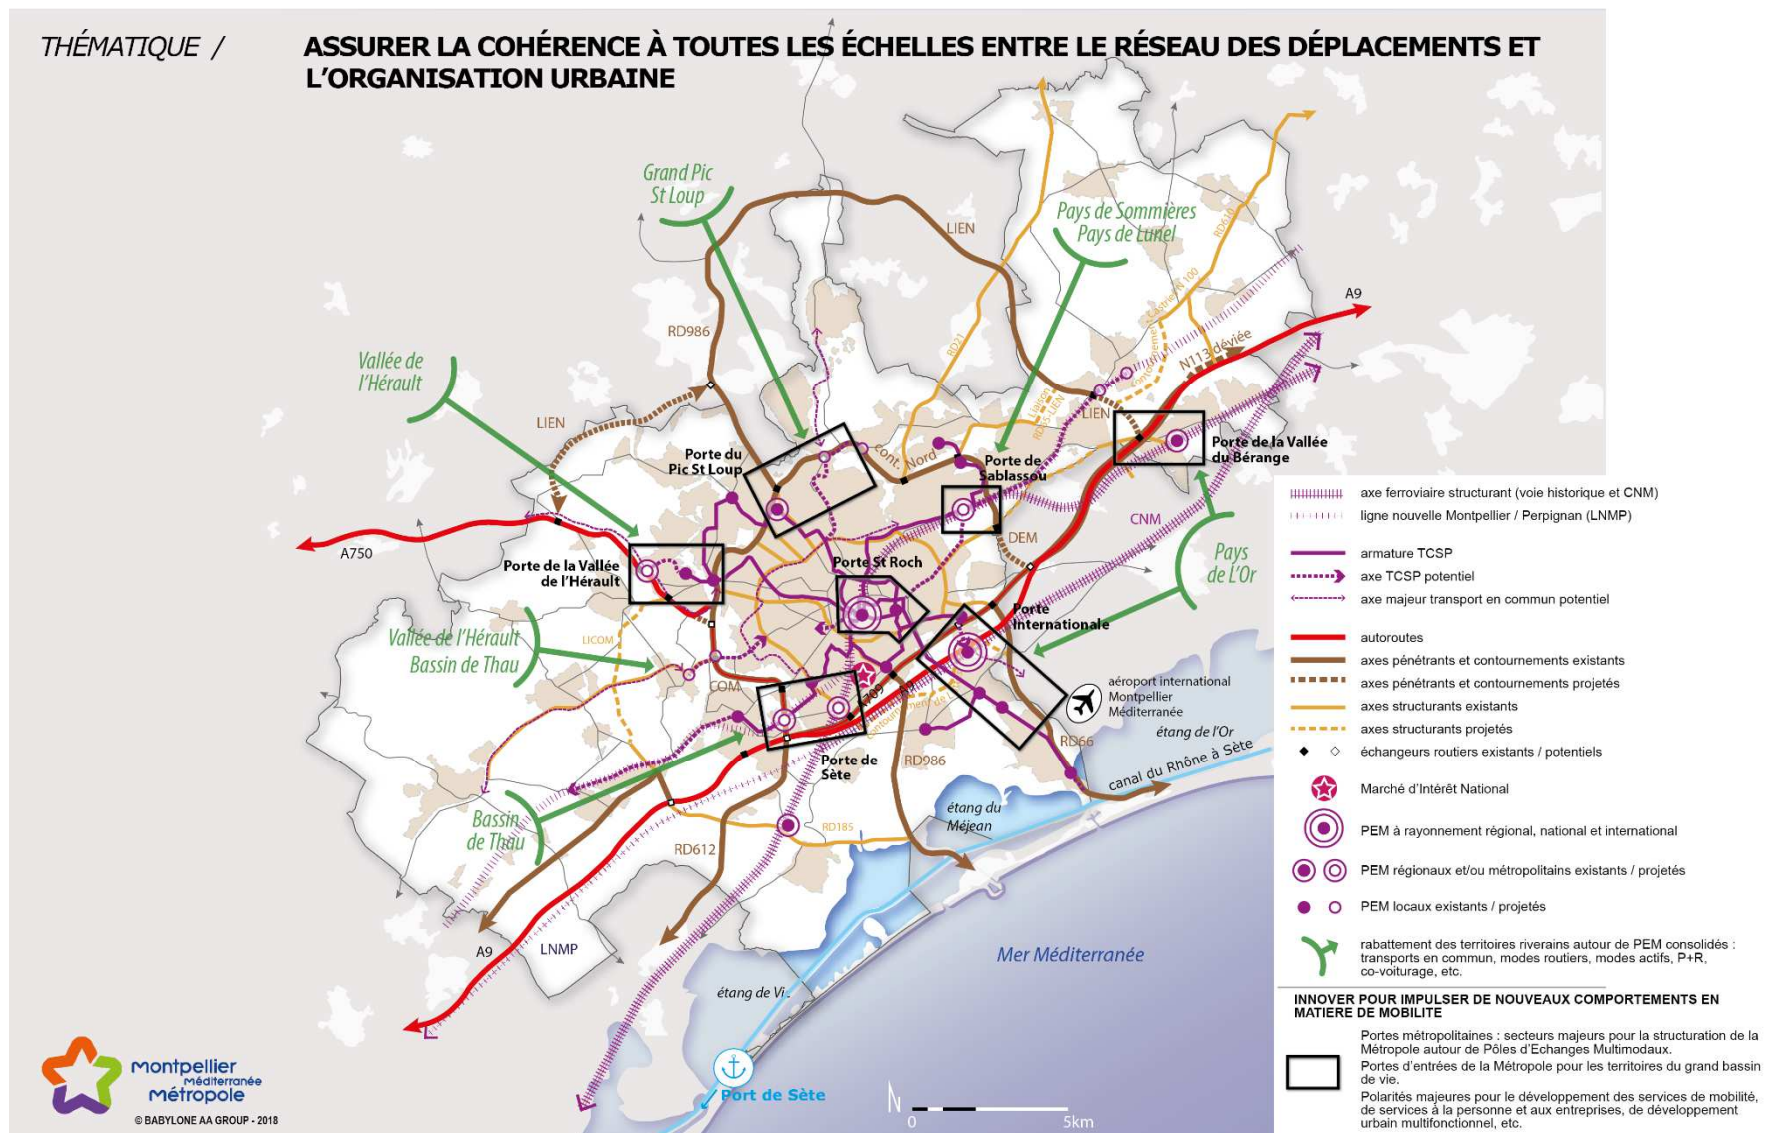 THÉMATIQUE /
ASSURER LA COHÉRENCE À TOUTES LES ÉCHELLES ENTRE LE RÉSEAU DES DÉPLACEMENTS ET
L'ORGANISATION URBAINE
Grand Pic
St Loup
Pays de Sommières
Pays de Lunel
LIEN
RD610
Contournement Castries N 100
A9
RD986
RD21
N113 déviée
Vallée de
l'Hérault
LIEN
Liaison
RD65-LIEN
LIEN
Cont. Nord
Porte du
Pic St Loup
Porte de
Sablassou
Porte de la Vallée
du Bérange
A750
CNM
DEM
Porte de la Vallée
de l'Hérault
Porte St Roch
Pays
de L'Or
Porte
Internationale
LICOM
Vallée de l'Hérault
Bassin de Thau
COM
A709
A9
Contournement de
aéroport international
Montpellier
Méditerranée
étang de l'Or
RD66
canal du Rhône à Sète
Porte de
Sète
RD986
étang du
Méjean
Bassin
de Thau
RD185
RD612
A9
LNMP
Mer Méditerranée
étang de Vic
Port de Sète
N
0
5km
montpellier
Méditerranée
métropole
© BABYLONE AA GROUP - 2018
axe ferroviaire structurant (voie historique et CNM)
ligne nouvelle Montpellier / Perpignan (LNMP)
armature TCSP
axe TCSP potentiel
axe majeur transport en commun potentiel
autoroutes
axes pénétrants et contournements existants
axes pénétrants et contournements projetés
axes structurants existants
axes structurants projetés
échangeurs routiers existants / potentiels
Marché d'Intérêt National
PEM à rayonnement régional, national et international
PEM régionaux et/ou métropolitains existants / projetés
PEM locaux existants / projetés
rabattement des territoires riverains autour de PEM consolidés :
transports en commun, modes routiers, modes actifs, P+R,
co-voiturage, etc.
INNOVER POUR IMPULSER DE NOUVEAUX COMPORTEMENTS EN
MATIERE DE MOBILITE
Portes métropolitaines : secteurs majeurs pour la structuration de la
Métropole autour de Pôles d'Echanges Multimodaux.
Portes d'entrées de la Métropole pour les territoires du grand bassin
de vie.
Polarités majeures pour le développement des services de mobilité,
de services à la personne et aux entreprises, de développement
urbain multifonctionnel, etc.